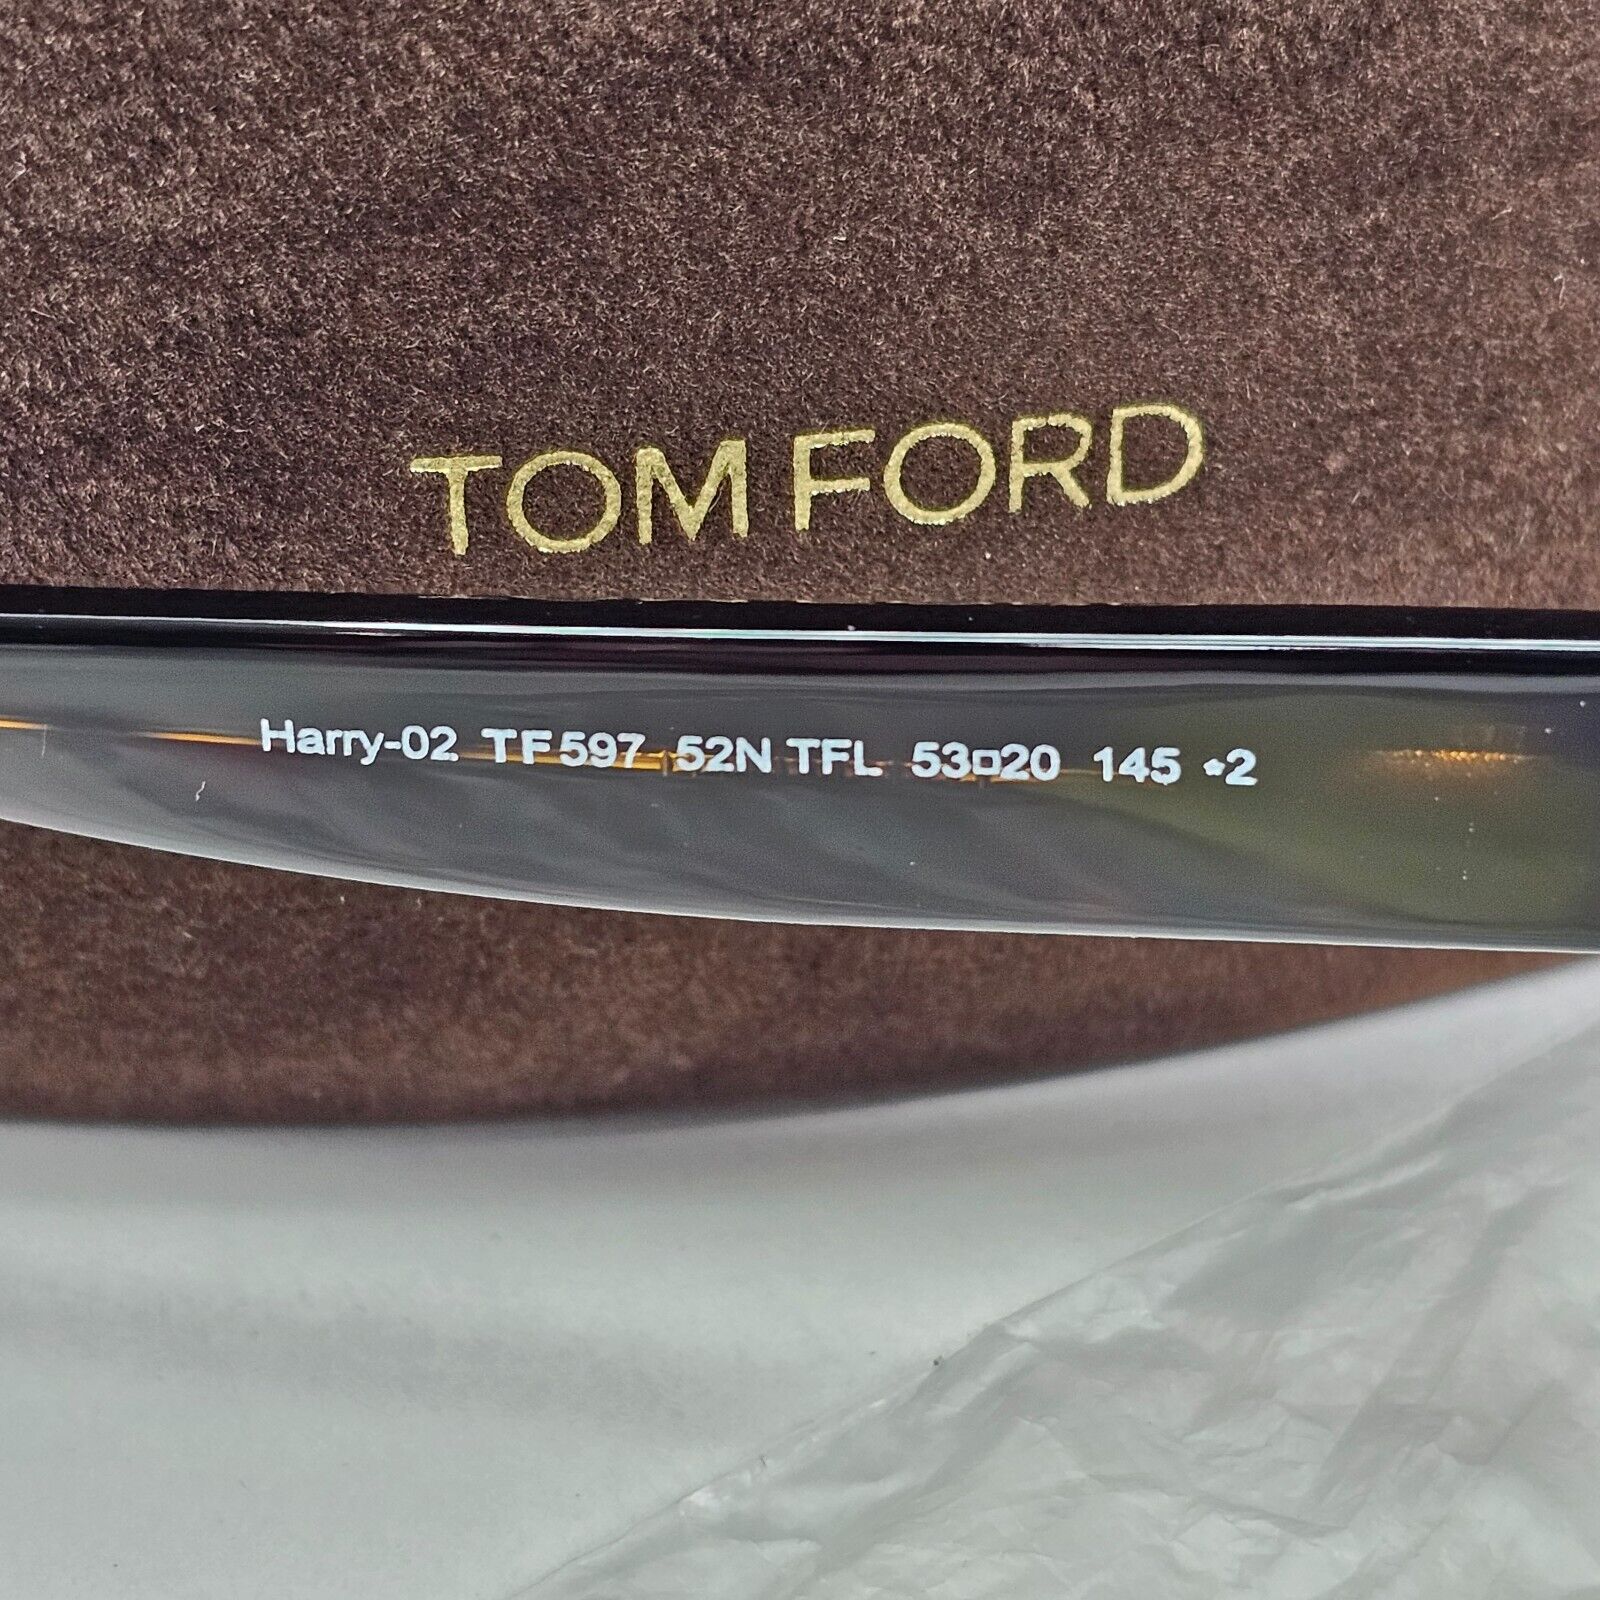 TOM FORD
Harry-02 TF597 52N TFL 53□20 145 *2